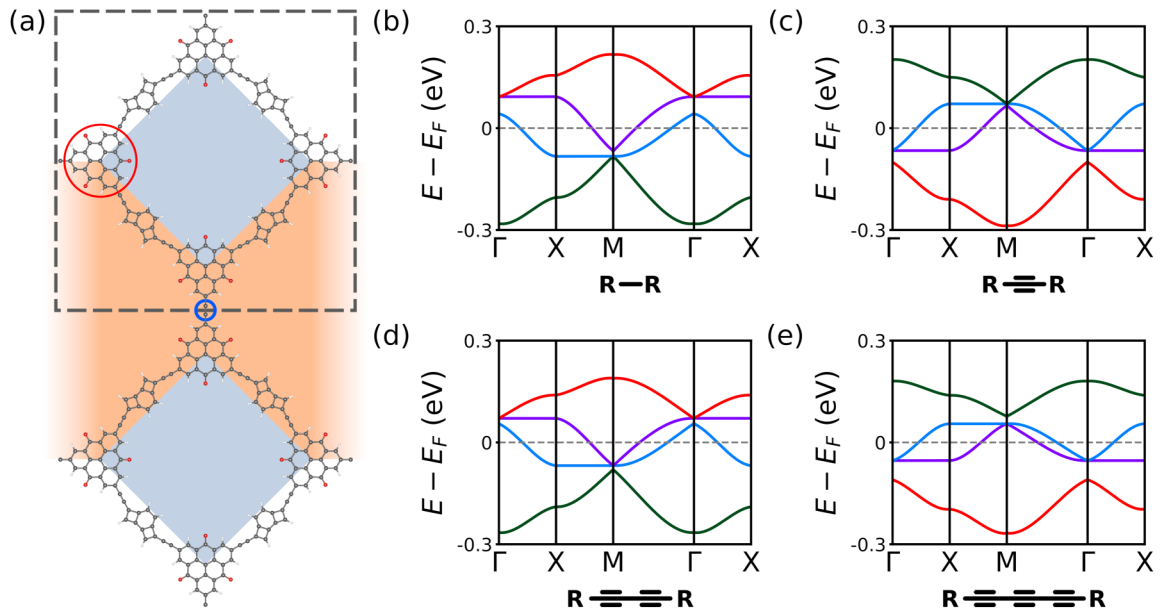 (a)
(b)
0.3
0
-0.3
E − E_F (eV)
Γ X M Γ X
R R
(c)
0.3
0
-0.3
E − E_F (eV)
Γ X M Γ X
R R
(d)
0.3
0
-0.3
E − E_F (eV)
Γ X M Γ X
R R
(e)
0.3
0
-0.3
E − E_F (eV)
Γ X M Γ X
R R